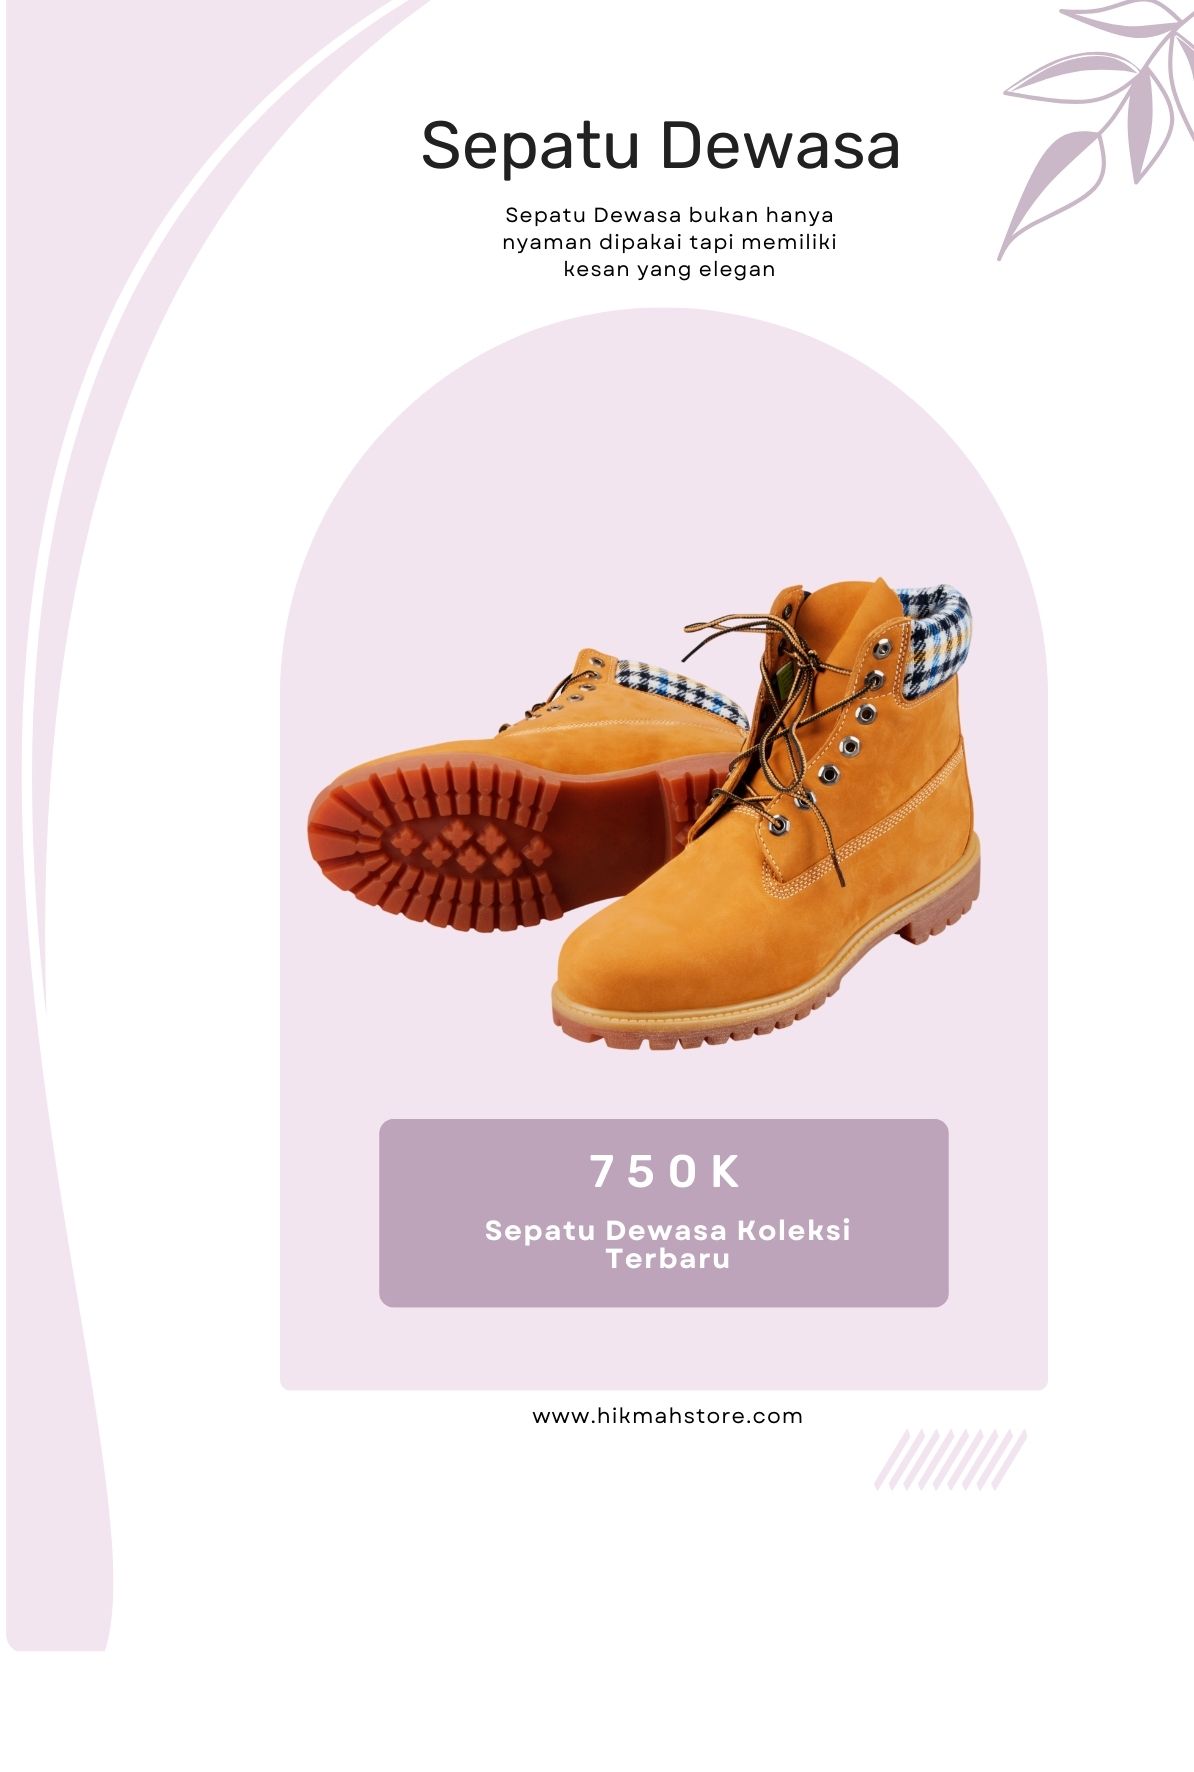 Sepatu Dewasa
Sepatu Dewasa bukan hanya
nyaman dipakai tapi memiliki
kesan yang elegan
750K
Sepatu Dewasa Koleksi
Terbaru
www.hikmahstore.com